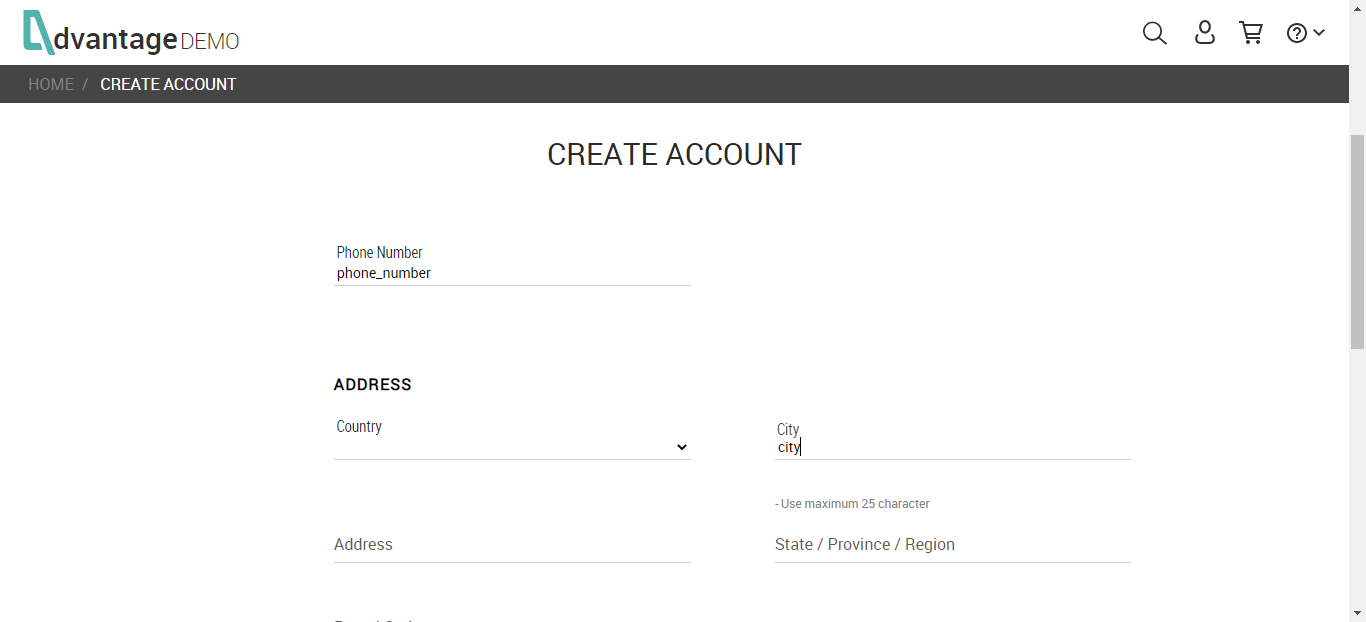 dvantage DEMO
HOME / CREATE ACCOUNT
CREATE ACCOUNT
Phone Number
phone_number
ADDRESS
Country
City
city
- Use maximum 25 character
Address
State / Province / Region